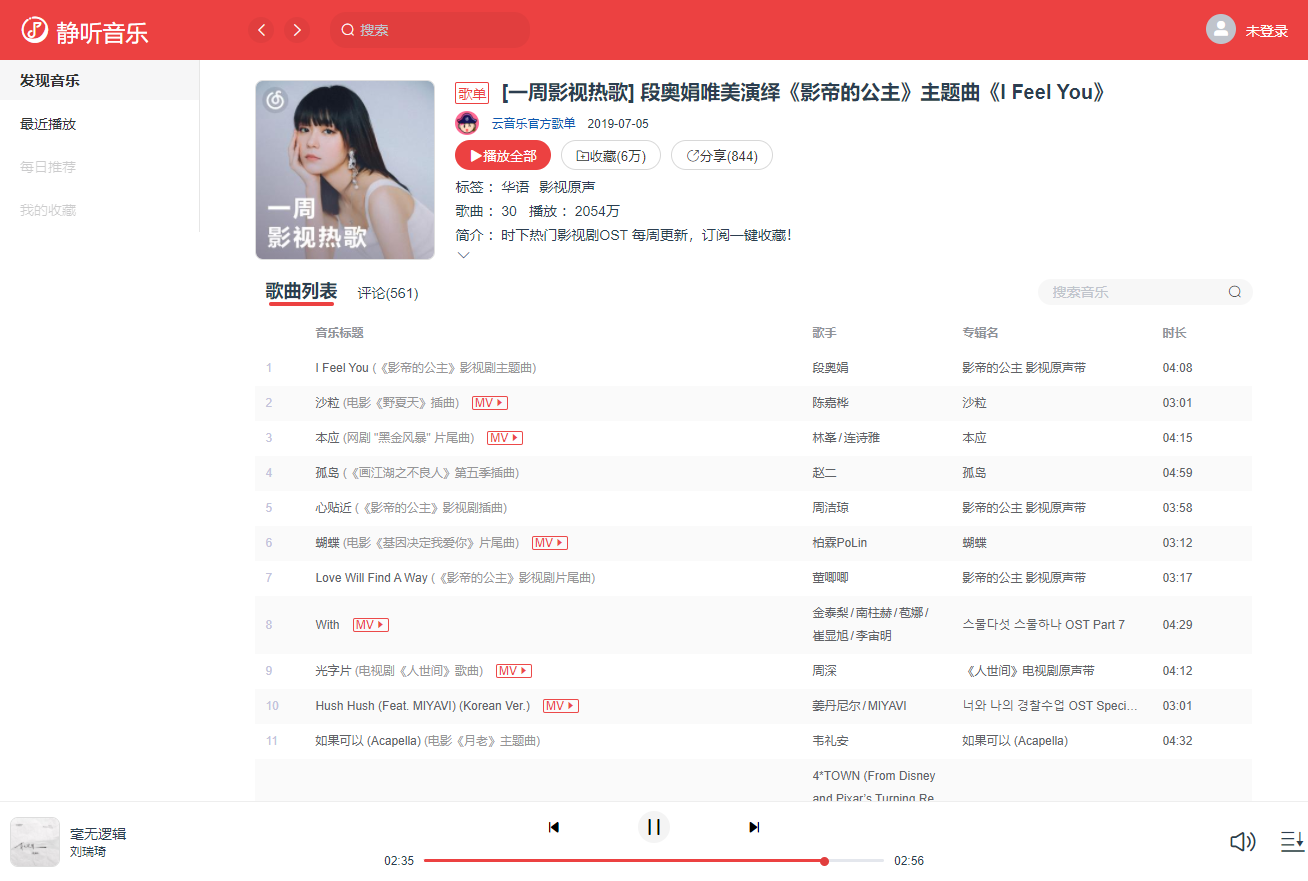 静听音乐
搜索
未登录
发现音乐
最近播放
每日推荐
我的收藏
一周
影视热歌
歌单 [一周影视热歌] 段奥娟唯美演绎《影帝的公主》主题曲《I Feel You》
云音乐官方歌单 2019-07-05
播放全部 收藏(6万) 分享(844)
标签： 华语 影视原声
歌曲： 30 播放： 2054万
简介： 时下热门影视剧OST 每周更新，订阅一键收藏！
歌曲列表 评论(561) 搜索音乐
音乐标题 歌手 专辑名 时长
1 I Feel You (《影帝的公主》影视剧主题曲) 段奥娟 影帝的公主 影视原声带 04:08
2 沙粒 (电影《野夏天》插曲) MV 陈嘉桦 沙粒 03:01
3 本应 (网剧 "黑金风暴" 片尾曲) MV 林峯 / 连诗雅 本应 04:15
4 孤岛 (《画江湖之不良人》第五季插曲) 赵二 孤岛 04:59
5 心贴近 (《影帝的公主》影视剧插曲) 周洁琼 影帝的公主 影视原声带 03:58
6 蝴蝶 (电影《基因决定我爱你》片尾曲) MV 柏霖PoLin 蝴蝶 03:12
7 Love Will Find A Way (《影帝的公主》影视剧片尾曲) 萱唧唧 影帝的公主 影视原声带 03:17
8 With MV 金泰梨 / 南柱赫 / 苞娜 / 崔显旭 / 李宙明 스물다섯 스물하나 OST Part 7 04:29
9 光字片 (电视剧《人世间》歌曲) MV 周深 《人世间》电视剧原声带 04:12
10 Hush Hush (Feat. MIYAVI) (Korean Ver.) MV 姜丹尼尔 / MIYAVI 너와 나의 경찰수업 OST Speci... 03:01
11 如果可以 (Acapella) (电影《月老》主题曲) 韦礼安 如果可以 (Acapella) 04:32
4*TOWN (From Disney
and Pixar's Turning Re
毫无逻辑
刘瑞琦
02:35 02:56